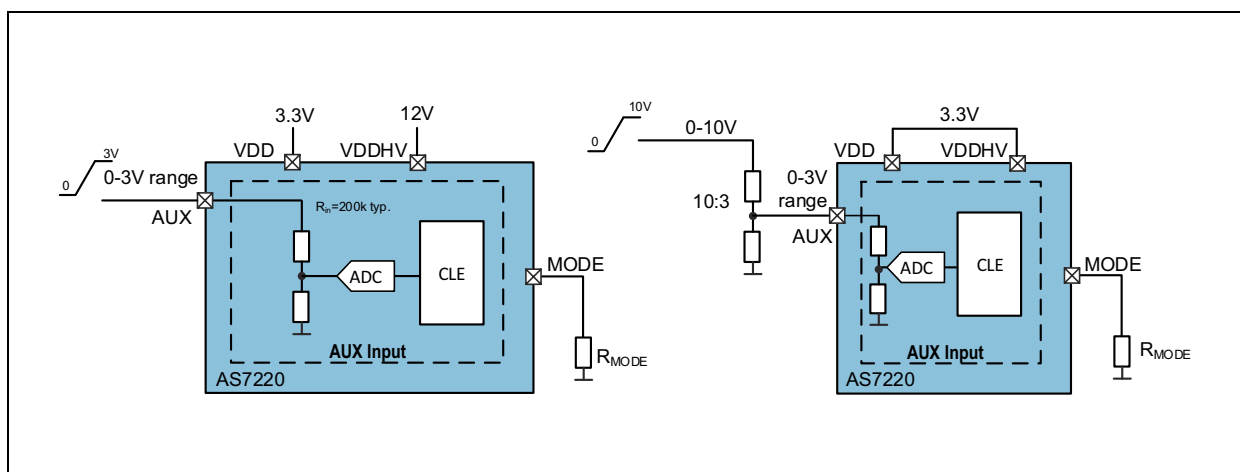 3.3V
12V
VDD
VDDHV
3V
0
0-3V range
AUX
Rin=200k typ.
ADC
CLE
MODE
AUX Input
RMODE
AS7220
10V
0
0-10V
3.3V
VDD
VDDHV
10:3
0-3V
range
AUX
ADC
CLE
MODE
AUX Input
RMODE
AS7220